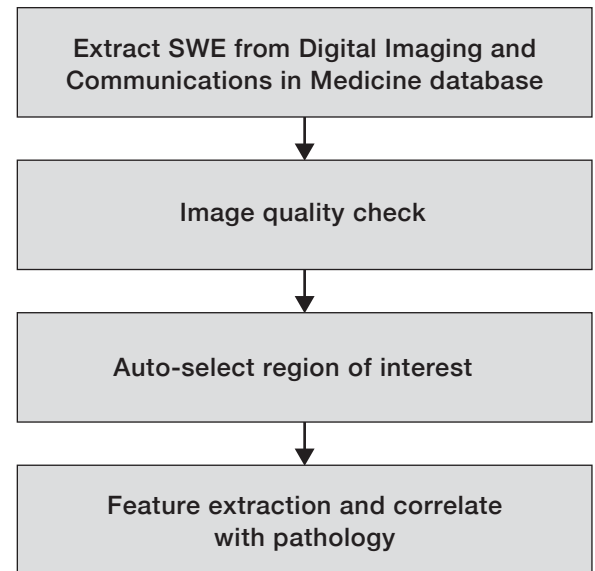 Extract SWE from Digital Imaging and
Communications in Medicine database
Image quality check
Auto-select region of interest
Feature extraction and correlate
with pathology